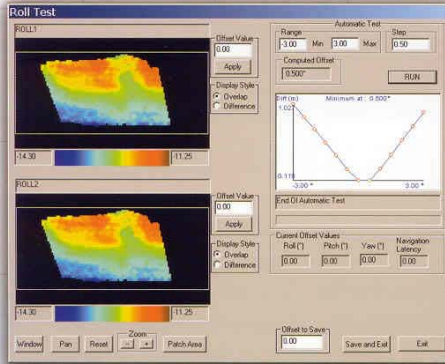 Roll Test
ROLL1
Offset Value
0.00
Apply
Display Style
Overlap
Difference
-14.30
-11.25
ROLL2
Offset Value
0.00
Apply
Display Style
Overlap
Difference
-14.30
-11.25
Window
Pan
Reset
Zoom
-
+
Patch Area
Automatic Test
Range
-3.00 Min 3.00 Max
Step
0.50
Computed Offset
0.500°
RUN
Diff (m)
Minimum at : 0.500°
-3.00 °
3.00 °
End Of Automatic Test
Current Offset Values
Roll (°)
Pitch (°)
Yaw (°)
Navigation Latency
0.00
0.00
0.00
0.00
Offset to Save
0.00
Save and Exit
Exit